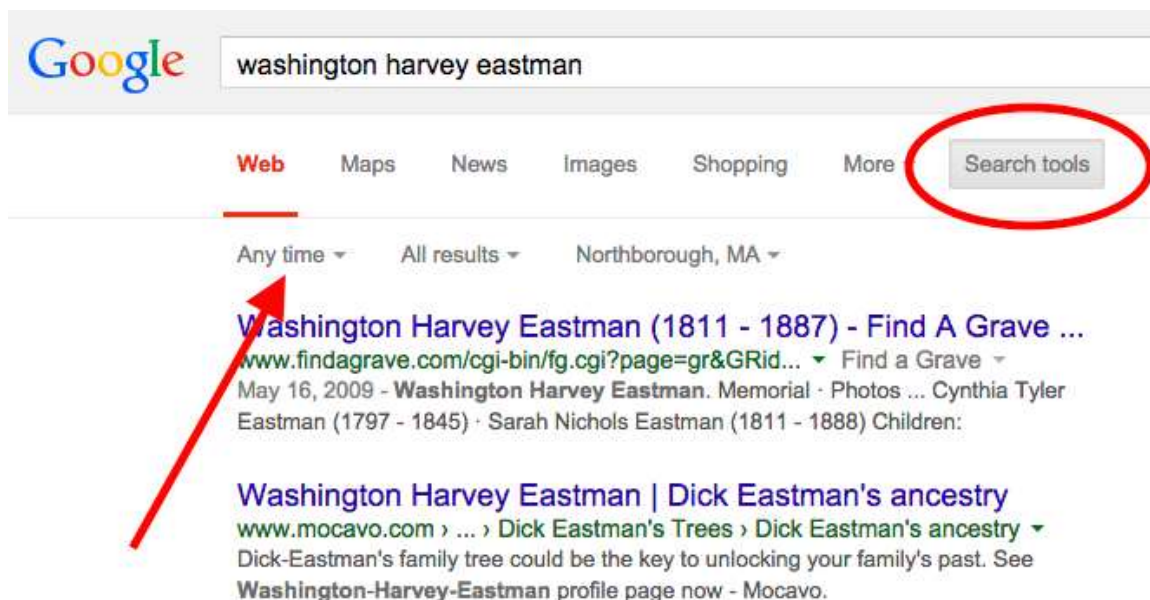 Google washington harvey eastman
Web Maps News Images Shopping More Search tools
Any time All results Northborough, MA
Washington Harvey Eastman (1811 - 1887) - Find A Grave ...
www.findagrave.com/cgi-bin/fg.cgi?page=gr&GRid... Find a Grave
May 16, 2009 - Washington Harvey Eastman. Memorial · Photos ... Cynthia Tyler
Eastman (1797 - 1845) · Sarah Nichols Eastman (1811 - 1888) Children:
Washington Harvey Eastman | Dick Eastman's ancestry
www.mocavo.com › ... › Dick Eastman's Trees › Dick Eastman's ancestry
Dick-Eastman's family tree could be the key to unlocking your family's past. See
Washington-Harvey-Eastman profile page now - Mocavo.